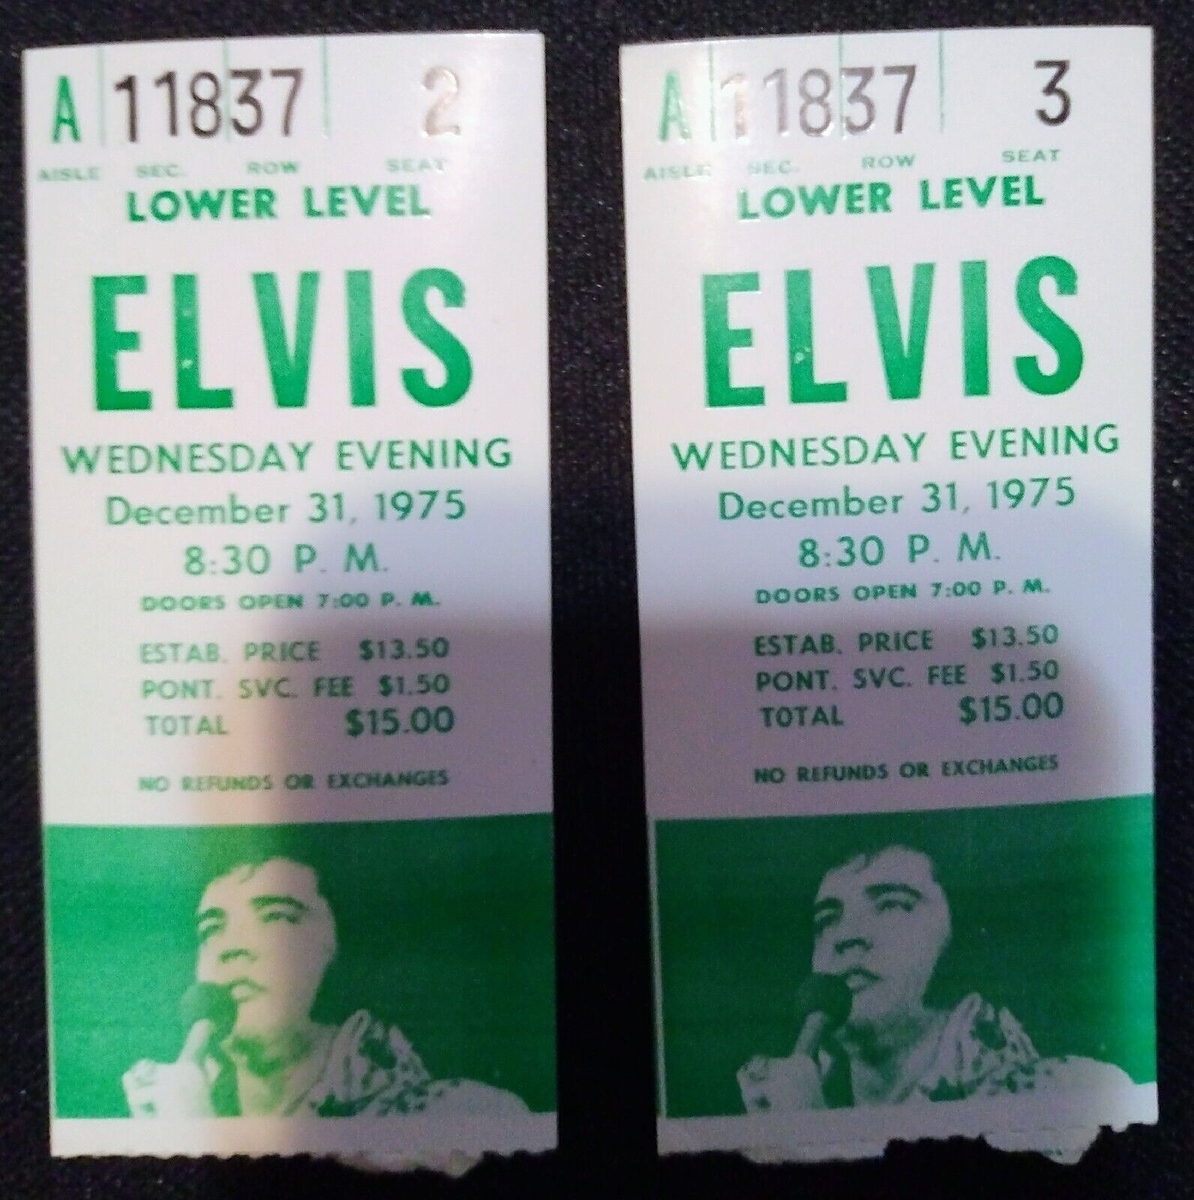 A 11837 2
AISLE SEC. ROW SEAT
LOWER LEVEL
ELVIS
WEDNESDAY EVENING
December 31, 1975
8:30 P. M.
DOORS OPEN 7:00 P. M.
ESTAB. PRICE $13.50
PONT. SVC. FEE $1.50
TOTAL $15.00
NO REFUNDS OR EXCHANGES
A 11837 3
AISLE SEC. ROW SEAT
LOWER LEVEL
ELVIS
WEDNESDAY EVENING
December 31, 1975
8:30 P. M.
DOORS OPEN 7:00 P. M.
ESTAB. PRICE $13.50
PONT. SVC. FEE $1.50
TOTAL $15.00
NO REFUNDS OR EXCHANGES